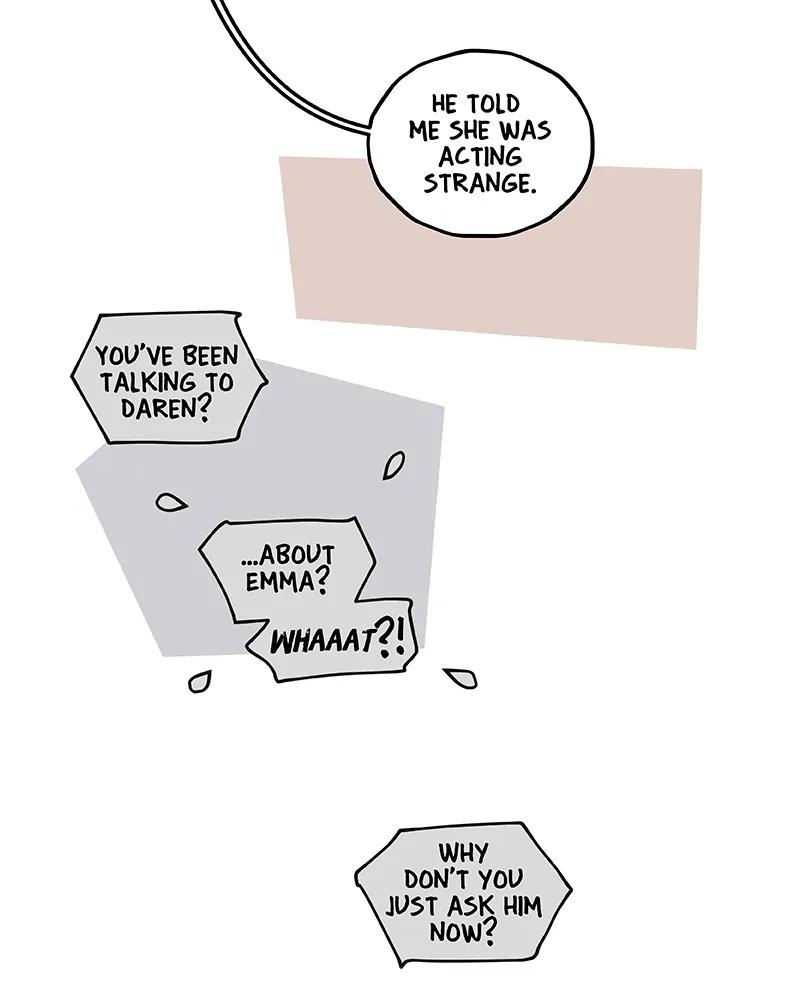 HE TOLD
ME SHE WAS
ACTING
STRANGE.
YOU'VE BEEN
TALKING TO
DAREN?
...ABOUT
EMMA?
WHAAAT?!
WHY
DON'T YOU
JUST ASK HIM
NOW?